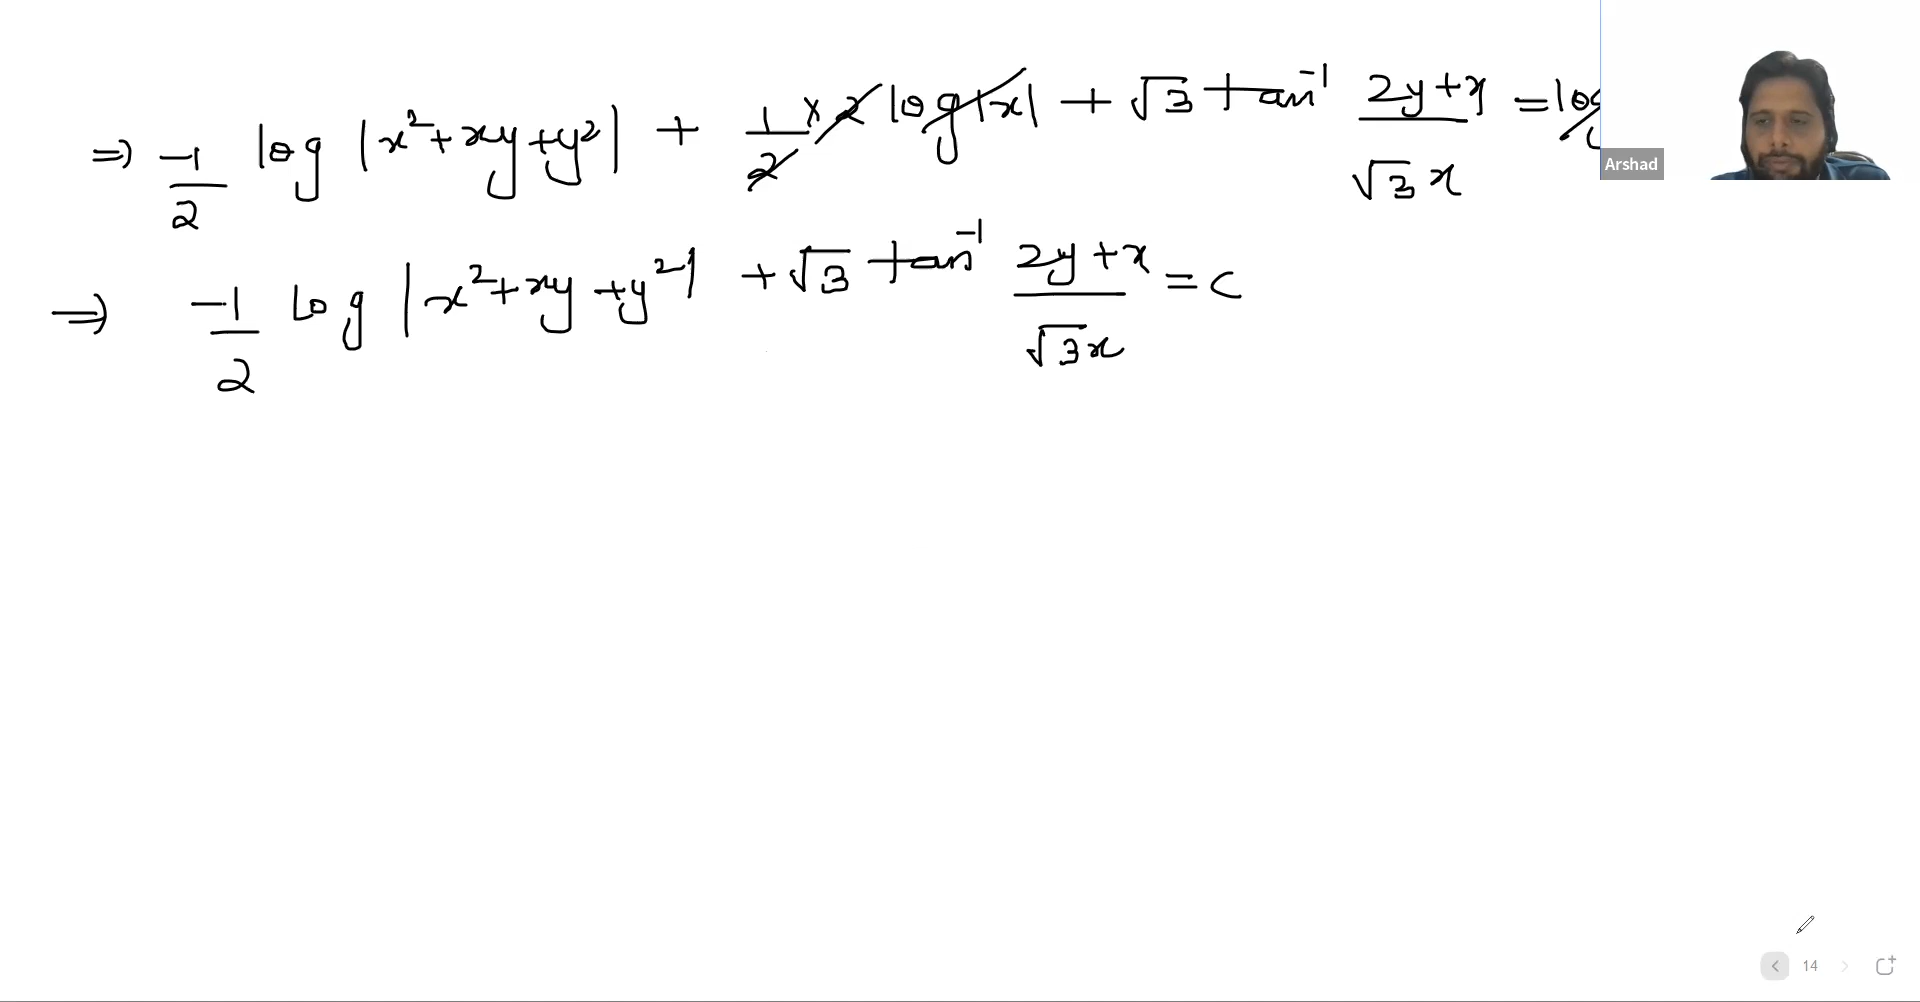 ⇒ -1/2 log |x²+xy+y²| + 1/2 × 2 log|x| + √3 tan⁻¹ (2y+x)/(√3 x) = log
Arshad
⇒ -1/2 log |x²+xy+y²| + √3 tan⁻¹ (2y+x)/(√3x) = c
14